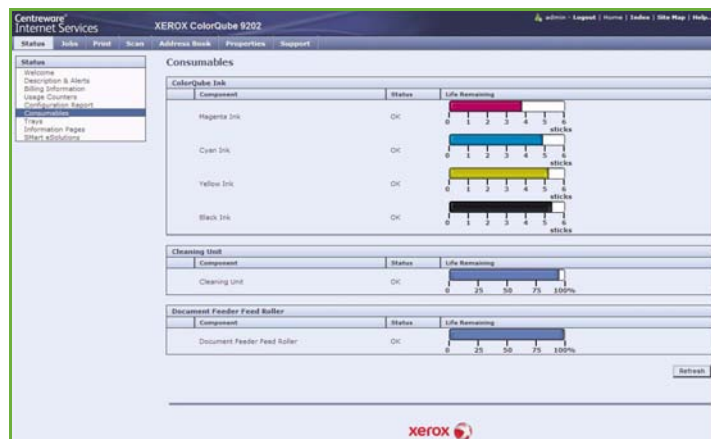 Centreware®
Internet Services
XEROX ColorQube 9202
admin - Logout | Home | Index | Site Map | Help
Status Jobs Print Scan Address Book Properties Support
Status
Welcome
Description & Alerts
Billing Information
Usage Counters
Configuration Report
Consumables
Trays
Information Pages
SMart eSolutions
Consumables
ColorQube Ink
Component Status Life Remaining
Magenta Ink OK
0 1 2 3 4 5 6
sticks
Cyan Ink OK
0 1 2 3 4 5 6
sticks
Yellow Ink OK
0 1 2 3 4 5 6
sticks
Black Ink OK
0 1 2 3 4 5 6
sticks
Cleaning Unit
Component Status Life Remaining
Cleaning Unit OK
0 25 50 75 100%
Document Feeder Feed Roller
Component Status Life Remaining
Document Feeder Feed Roller OK
0 25 50 75 100%
Refresh
xerox